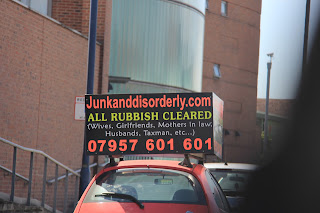 Junkanddisorderly.com
ALL RUBBISH CLEARED
(Wives, Girlfriends, Mothers in law,
Husbands, Taxman, etc...)
07957 601 601